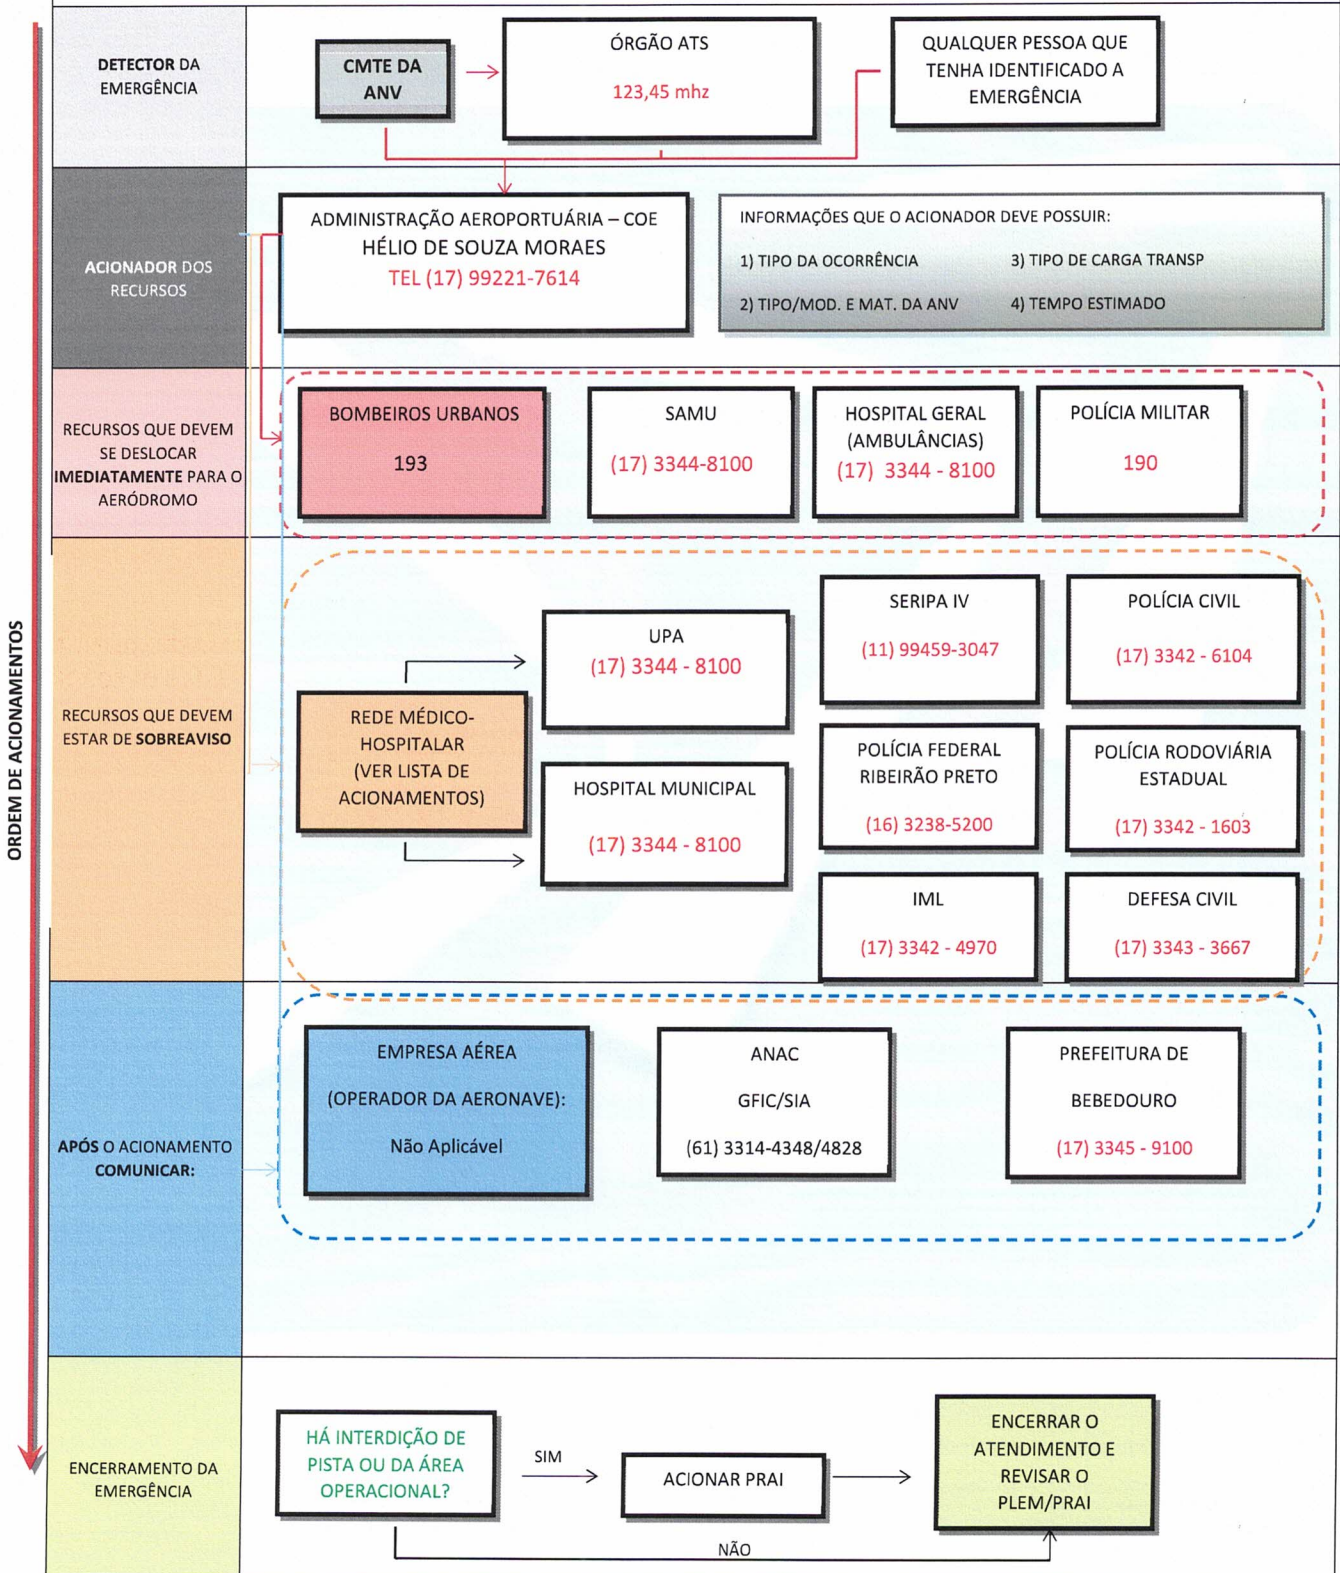 ORDEM DE ACIONAMENTOS
DETECTOR DA
EMERGÊNCIA
CMTE DA
ANV
ÓRGÃO ATS
123,45 mhz
QUALQUER PESSOA QUE
TENHA IDENTIFICADO A
EMERGÊNCIA
ACIONADOR DOS
RECURSOS
ADMINISTRAÇÃO AEROPORTUÁRIA – COE
HÉLIO DE SOUZA MORAES
TEL (17) 99221-7614
INFORMAÇÕES QUE O ACIONADOR DEVE POSSUIR:
1) TIPO DA OCORRÊNCIA
3) TIPO DE CARGA TRANSP
2) TIPO/MOD. E MAT. DA ANV
4) TEMPO ESTIMADO
RECURSOS QUE DEVEM
SE DESLOCAR
IMEDIATAMENTE PARA O
AERÓDROMO
BOMBEIROS URBANOS
193
SAMU
(17) 3344-8100
HOSPITAL GERAL
(AMBULÂNCIAS)
(17) 3344 - 8100
POLÍCIA MILITAR
190
RECURSOS QUE DEVEM
ESTAR DE SOBREAVISO
REDE MÉDICO-
HOSPITALAR
(VER LISTA DE
ACIONAMENTOS)
UPA
(17) 3344 - 8100
HOSPITAL MUNICIPAL
(17) 3344 - 8100
SERIPA IV
(11) 99459-3047
POLÍCIA CIVIL
(17) 3342 - 6104
POLÍCIA FEDERAL
RIBEIRÃO PRETO
(16) 3238-5200
POLÍCIA RODOVIÁRIA
ESTADUAL
(17) 3342 - 1603
IML
(17) 3342 - 4970
DEFESA CIVIL
(17) 3343 - 3667
APÓS O ACIONAMENTO
COMUNICAR:
EMPRESA AÉREA
(OPERADOR DA AERONAVE):
Não Aplicável
ANAC
GFIC/SIA
(61) 3314-4348/4828
PREFEITURA DE
BEBEDOURO
(17) 3345 - 9100
ENCERRAMENTO DA
EMERGÊNCIA
HÁ INTERDIÇÃO DE
PISTA OU DA ÁREA
OPERACIONAL?
SIM
ACIONAR PRAI
ENCERRAR O
ATENDIMENTO E
REVISAR O
PLEM/PRAI
NÃO